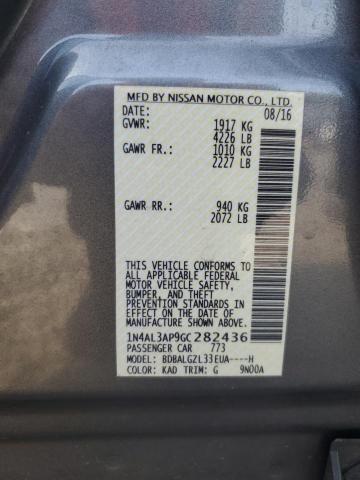 MFD BY NISSAN MOTOR CO., LTD.
DATE: 08/16
GVWR: 1917 KG
4226 LB
GAWR FR: 1010 KG
2227 LB
GAWR RR: 940 KG
2072 LB
THIS VEHICLE CONFORMS TO
ALL APPLICABLE FEDERAL
MOTOR VEHICLE SAFETY,
BUMPER, AND THEFT
PREVENTION STANDARDS
IN EFFECT ON THE DATE OF
MANUFACTURE SHOWN ABOVE.
1N4AL3AP9GC282436
PASSENGER CAR 773
MODEL: BDBALGZL33EUA----H
COLOR: KAD TRIM: G 9N00A